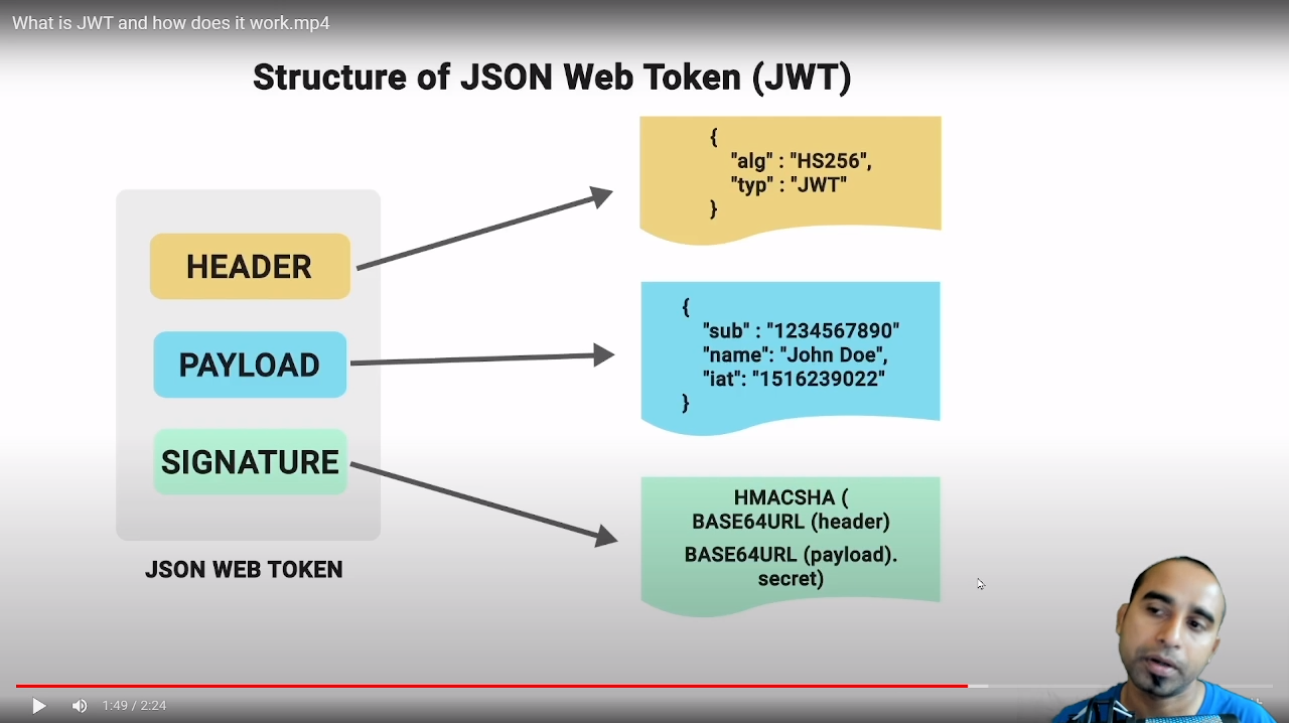 What is JWT and how does it work.mp4
Structure of JSON Web Token (JWT)
HEADER
PAYLOAD
SIGNATURE
JSON WEB TOKEN
{
"alg" : "HS256",
"typ" : "JWT"
}
{
"sub" : "1234567890"
"name": "John Doe",
"iat": "1516239022"
}
HMACSHA (
BASE64URL (header)
BASE64URL (payload).
secret)
1:49 / 2:24